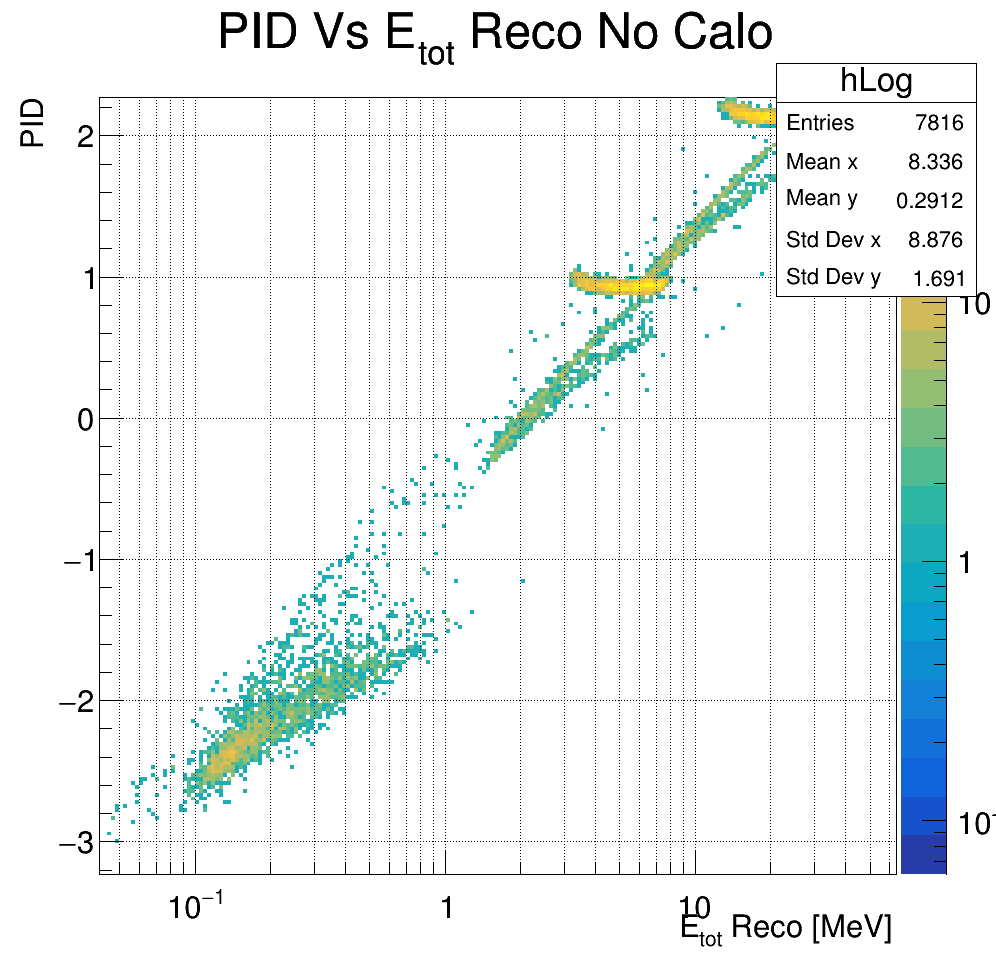 PID Vs E_tot Reco No Calo
hLog
Entries 7816
Mean x 8.336
Mean y 0.2912
Std Dev x 8.876
Std Dev y 1.691
PID
2
1
0
−1
−2
−3
10
1
10⁻
10⁻¹ 1 10
E_tot Reco [MeV]